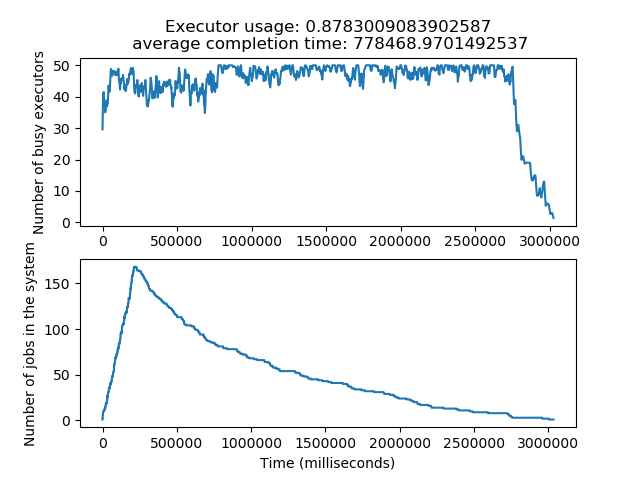 Executor usage: 0.8783009083902587
average completion time: 778468.9701492537
Number of busy executors
50
40
30
20
10
0
0 500000 1000000 1500000 2000000 2500000 3000000
Number of jobs in the system
150
100
50
0
0 500000 1000000 1500000 2000000 2500000 3000000
Time (milliseconds)